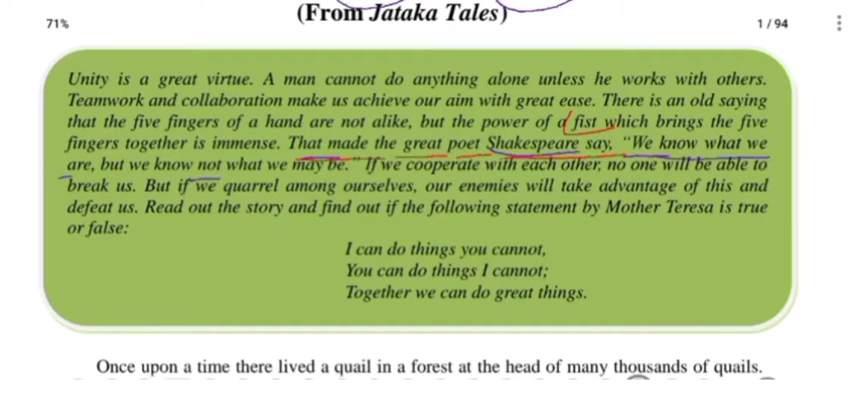 (From Jataka Tales)
71%
1 / 94
Unity is a great virtue. A man cannot do anything alone unless he works with others.
Teamwork and collaboration make us achieve our aim with great ease. There is an old saying
that the five fingers of a hand are not alike, but the power of a fist which brings the five
fingers together is immense. That made the great poet Shakespeare say, "We know what we
are, but we know not what we may be." If we cooperate with each other, no one will be able to
break us. But if we quarrel among ourselves, our enemies will take advantage of this and
defeat us. Read out the story and find out if the following statement by Mother Teresa is true
or false:
I can do things you cannot,
You can do things I cannot;
Together we can do great things.
Once upon a time there lived a quail in a forest at the head of many thousands of quails.